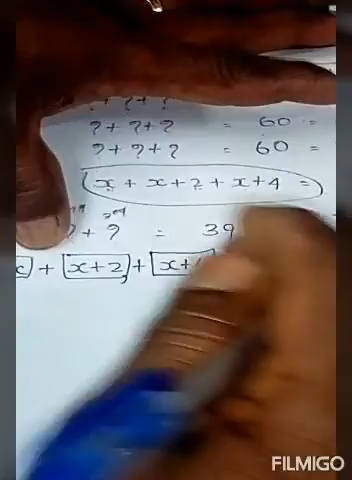 ? + ? + ?
? + ? + ? = 60 =
? + ? + ? = 60 =
x + x + 2 + x + 4 =
? + ? = 39
+ x + 2 + x +
FILMIGO